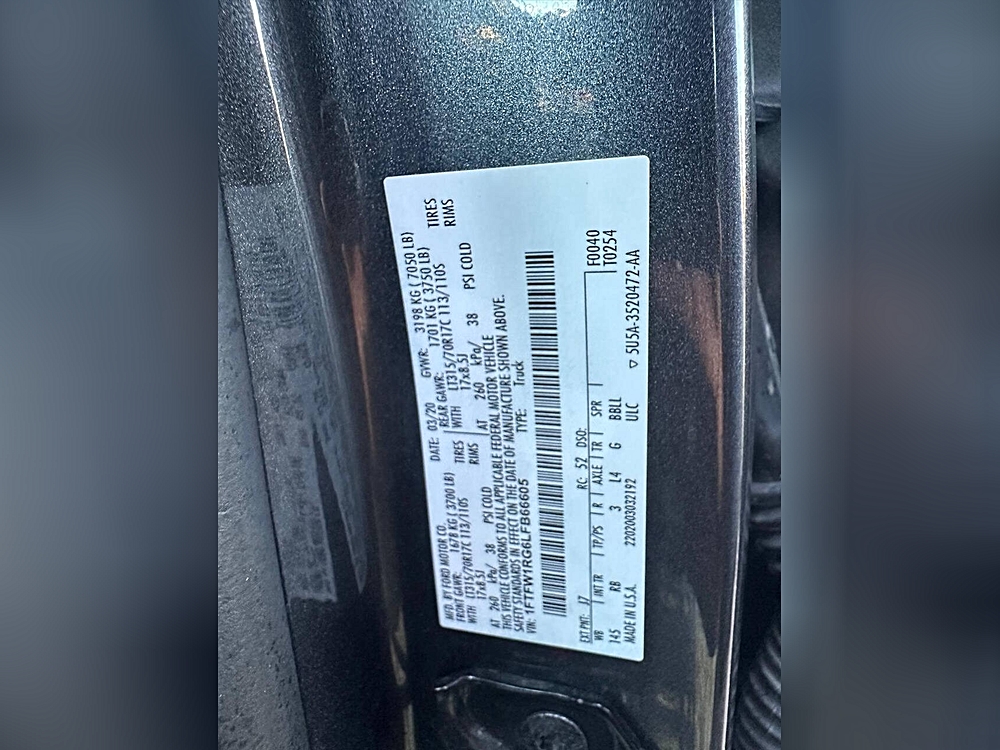 MFD. BY FORD MOTOR CO. DATE: 03/20 GVWR: 3198 KG ( 7050 LB)
FRONT GAWR: 1678 KG ( 3700 LB) REAR GAWR: 1701 KG ( 3750 LB)
WITH LT315/70R17C 113/110S TIRES WITH LT315/70R17C 113/110S TIRES
17x8.5J RIMS 17x8.5J RIMS
AT 260 kPa/ 38 PSI COLD AT 260 kPa/ 38 PSI COLD
THIS VEHICLE CONFORMS TO ALL APPLICABLE FEDERAL MOTOR VEHICLE
SAFETY STANDARDS IN EFFECT ON THE DATE OF MANUFACTURE SHOWN ABOVE.
VIN: 1FTFW1RG6LFB66605 TYPE: Truck
F0040
T0254
EXT PNT: J7 RC: 52 DSO:
WB INT TR TP/PS R AXLE TR SPR
145 RB 3 L4 G BBLL
MADE IN U.S.A. 2202003032192 ULC ▽ 5U5A-3520472-AA